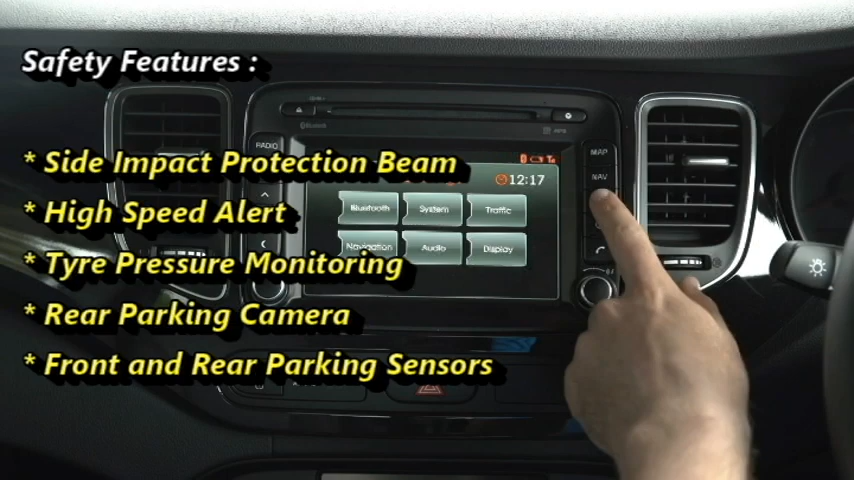 Safety Features :
* Side Impact Protection Beam
* High Speed Alert
* Tyre Pressure Monitoring
* Rear Parking Camera
* Front and Rear Parking Sensors
Bluetooth
RADIO
MAP
NAV
12:17
Bluetooth
System
Traffic
Navigation
Audio
Display